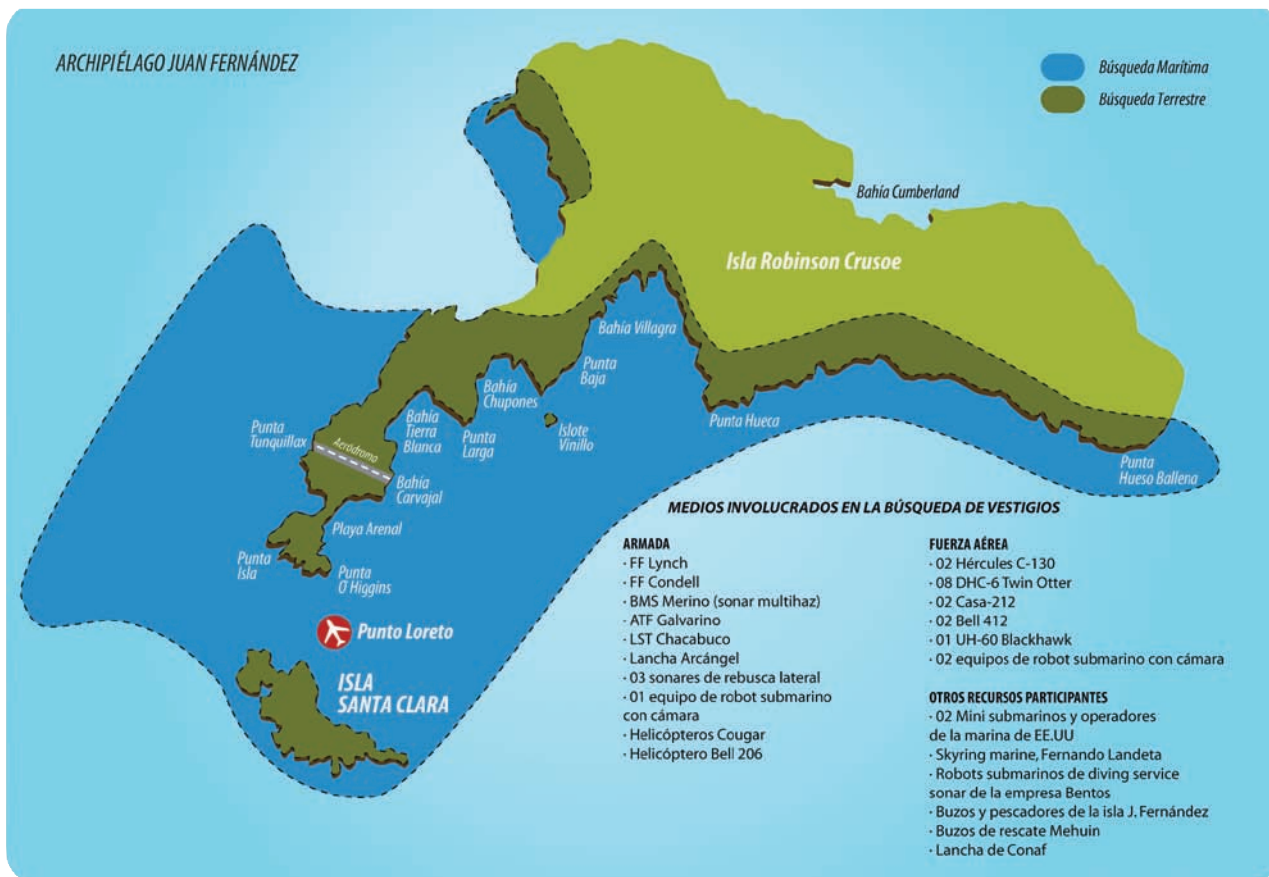 ARCHIPIÉLAGO JUAN FERNÁNDEZ
Búsqueda Marítima
Búsqueda Terrestre
Bahía Cumberland
Isla Robinson Crusoe
Bahía Villagra
Punta
Baja
Bahía
Chupones
Islote
Vinillo
Punta Hueca
Punta
Hueso Ballena
Bahía
Tierra
Blanca
Punta
Larga
Punta
Tunquillax
Aeródromo
Bahía
Carvajal
Playa Arenal
Punta
Isla
Punta
O'Higgins
Punto Loreto
ISLA
SANTA CLARA
MEDIOS INVOLUCRADOS EN LA BÚSQUEDA DE VESTIGIOS
ARMADA
· FF Lynch
· FF Condell
· BMS Merino (sonar multihaz)
· ATF Galvarino
· LST Chacabuco
· Lancha Arcángel
· 03 sonares de rebusca lateral
· 01 equipo de robot submarino
con cámara
· Helicópteros Cougar
· Helicóptero Bell 206
FUERZA AÉREA
· 02 Hércules C-130
· 08 DHC-6 Twin Otter
· 02 Casa-212
· 02 Bell 412
· 01 UH-60 Blackhawk
· 02 equipos de robot submarino con cámara
OTROS RECURSOS PARTICIPANTES
· 02 Mini submarinos y operadores
de la marina de EE.UU
· Skyring marine, Fernando Landeta
· Robots submarinos de diving service
sonar de la empresa Bentos
· Buzos y pescadores de la isla J. Fernández
· Buzos de rescate Mehuin
· Lancha de Conaf